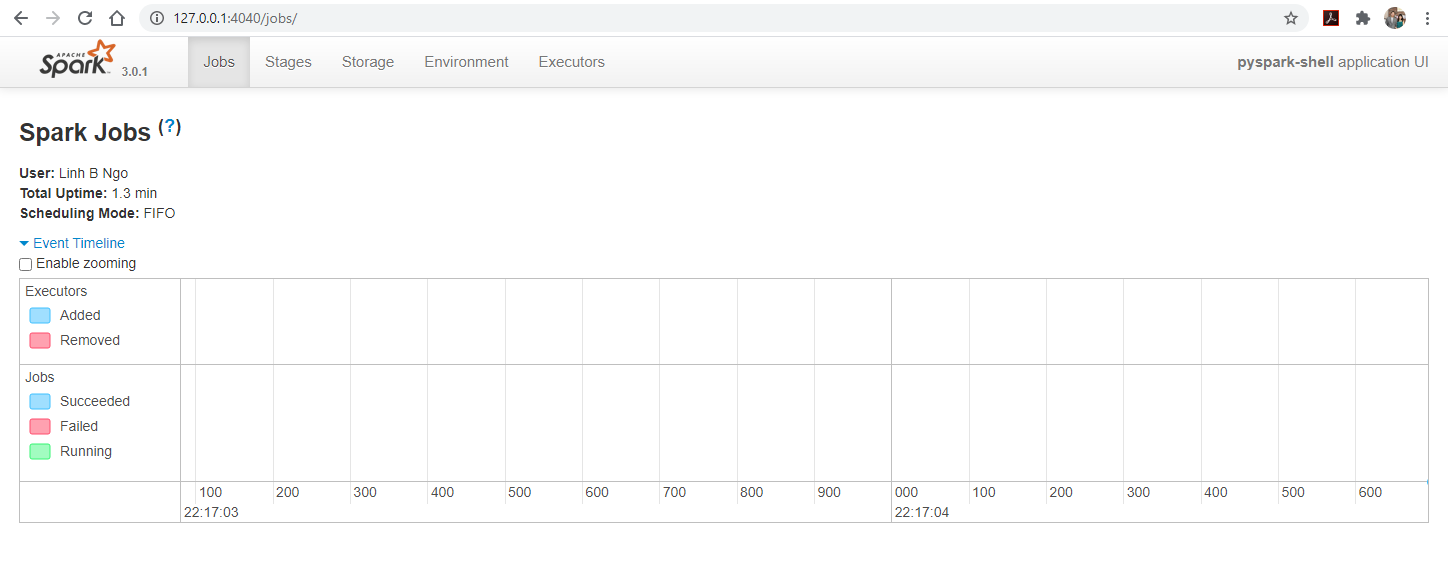 127.0.0.1:4040/jobs/
APACHE Spark 3.0.1 Jobs Stages Storage Environment Executors pyspark-shell application UI
Spark Jobs (?)
User: Linh B Ngo
Total Uptime: 1.3 min
Scheduling Mode: FIFO
Event Timeline
Enable zooming
Executors
Added
Removed
Jobs
Succeeded
Failed
Running
100 200 300 400 500 600 700 800 900 000 100 200 300 400 500 600
22:17:03 22:17:04